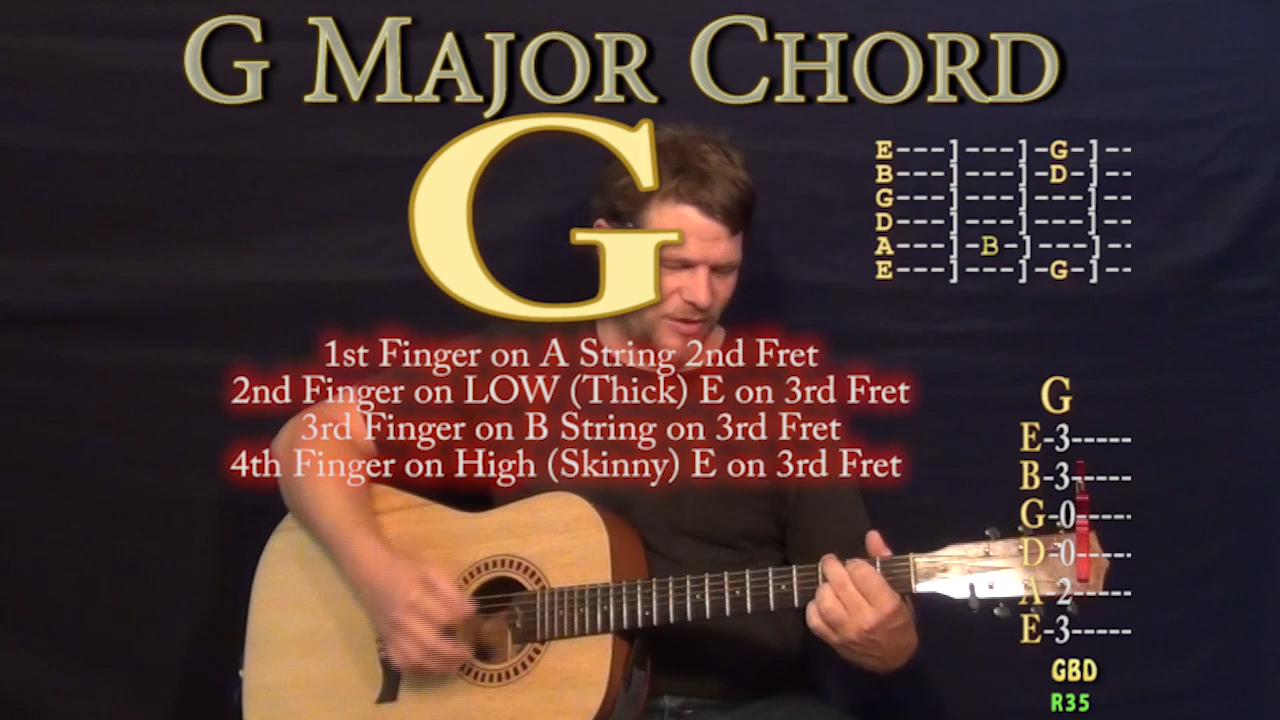 G MAJOR CHORD
G
1st Finger on A String 2nd Fret
2nd Finger on LOW (Thick) E on 3rd Fret
3rd Finger on B String on 3rd Fret
4th Finger on High (Skinny) E on 3rd Fret
E---]---]-G-]--
B---]---]-D-]--
G---]---]---]--
D---]---]---]--
A---]-B-]---]--
E---]---]-G-]--
G
E-3-----
B-3-----
G-0-----
D-0-----
A-2-----
E-3-----
GBD
R35